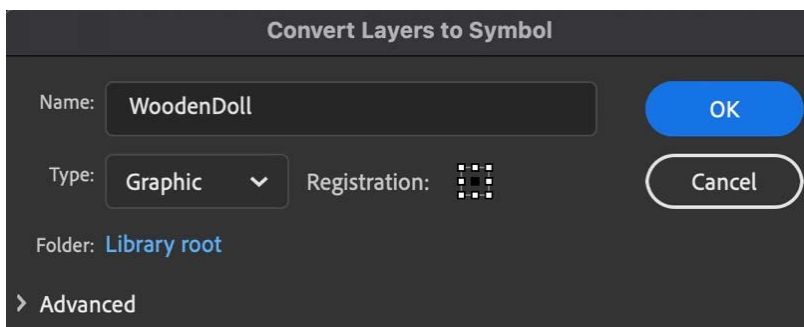 Convert Layers to Symbol
Name: WoodenDoll OK
Type: Graphic Registration: Cancel
Folder: Library root
Advanced